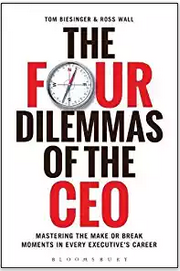 TOM BIESINGER & ROSS WALL
THE
FOUR
DILEMMAS
OF THE
CEO
MASTERING THE MAKE OR BREAK
MOMENTS IN EVERY EXECUTIVE'S CAREER
BLOOMSBURY